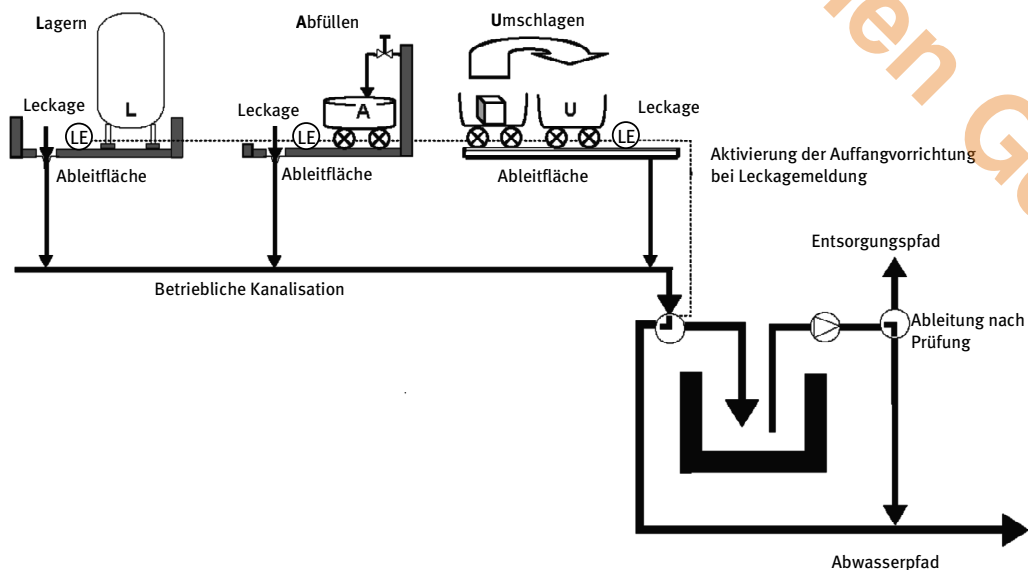 Lagern
Abfüllen
Umschlagen
Leckage
L
LE
Leckage
A
LE
U
LE
Leckage
Ableitfläche
Ableitfläche
Ableitfläche
Aktivierung der Auffangvorrichtung
bei Leckagemeldung
Betriebliche Kanalisation
Entsorgungspfad
Ableitung nach
Prüfung
Abwasserpfad